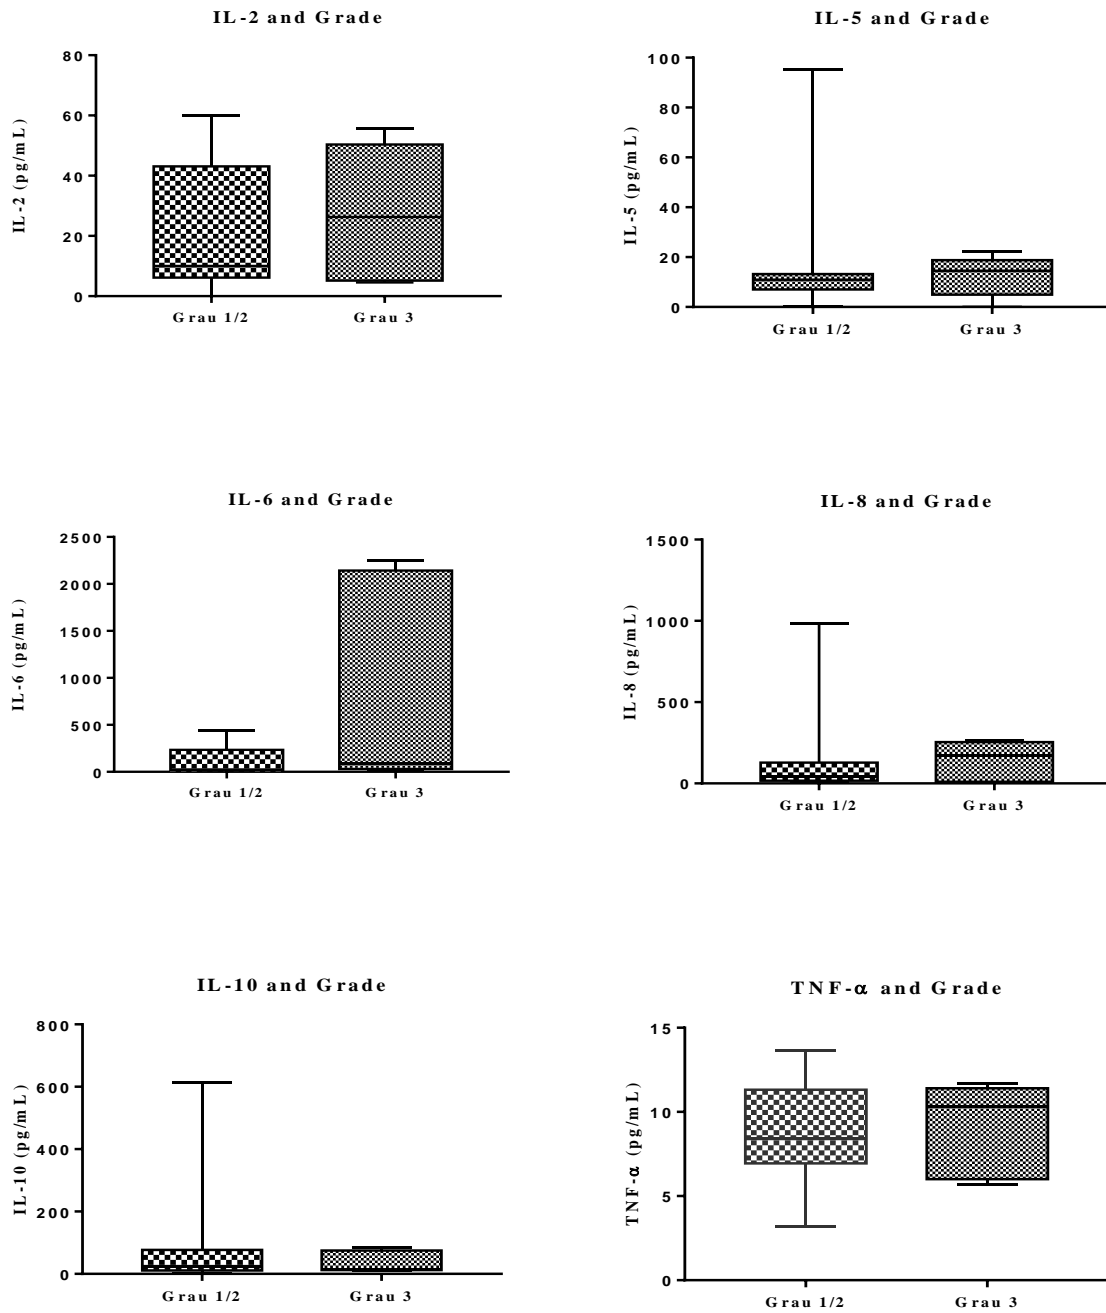 IL-2 and Grade
IL-2 (pg/mL)
80
60
40
20
0
Grau 1/2
Grau 3
IL-5 and Grade
IL-5 (pg/mL)
100
80
60
40
20
0
Grau 1/2
Grau 3
IL-6 and Grade
IL-6 (pg/mL)
2500
2000
1500
1000
500
0
Grau 1/2
Grau 3
IL-8 and Grade
IL-8 (pg/mL)
1500
1000
500
0
Grau 1/2
Grau 3
IL-10 and Grade
IL-10 (pg/mL)
800
600
400
200
0
Grau 1/2
Grau 3
TNF-α and Grade
TNF-α (pg/mL)
15
10
5
0
Grau 1/2
Grau 3